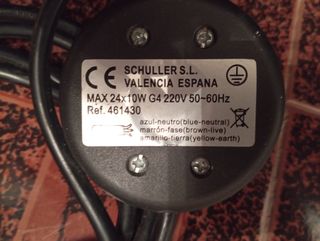 CE SCHULLER S.L.
VALENCIA ESPANA
MAX 24x10W G4 220V 50~60Hz
Ref. 461430
azul-neutro(blue-neutral)
marrón-fase(brown-live)
amarillo-tierra(yellow-earth)